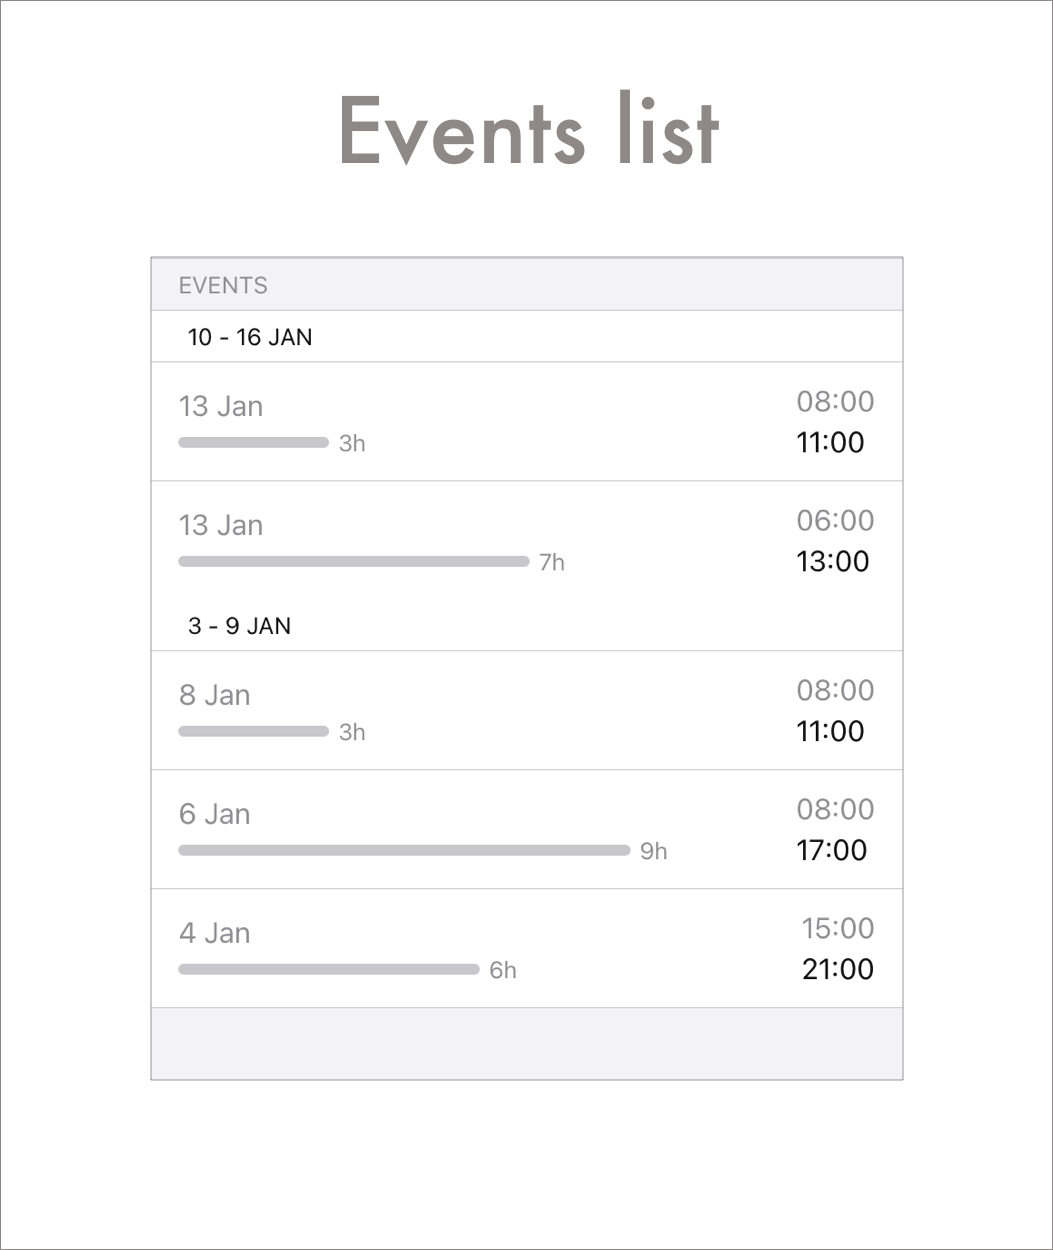 Events list
EVENTS
10 - 16 JAN
13 Jan 08:00
3h 11:00
13 Jan 06:00
7h 13:00
3 - 9 JAN
8 Jan 08:00
3h 11:00
6 Jan 08:00
9h 17:00
4 Jan 15:00
6h 21:00